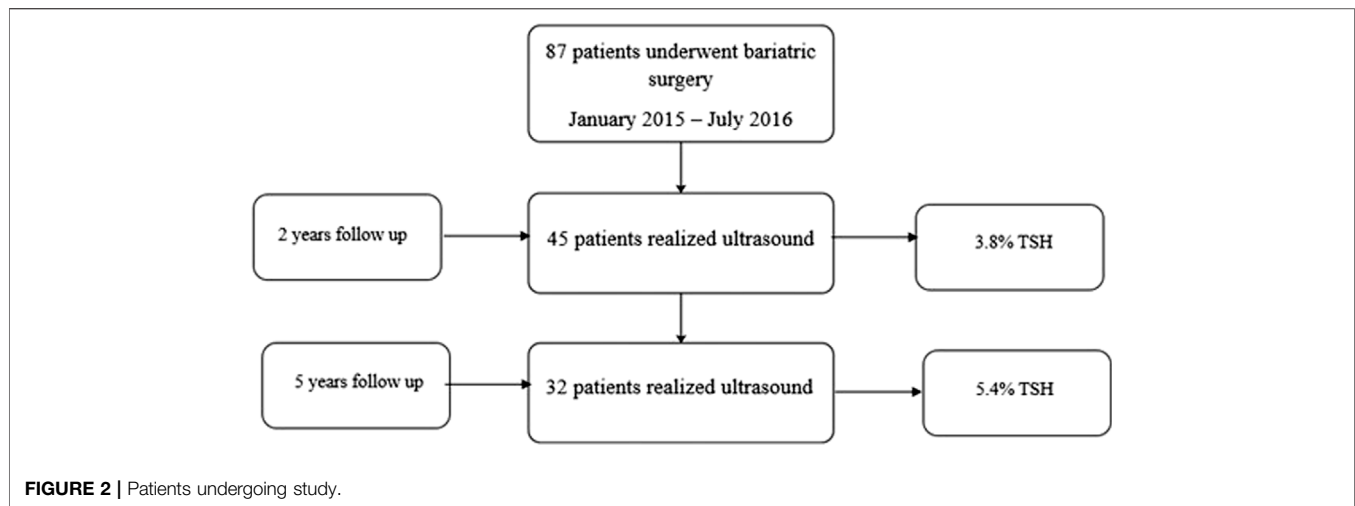 87 patients underwent bariatric
surgery
January 2015 – July 2016
2 years follow up
45 patients realized ultrasound
3.8% TSH
5 years follow up
32 patients realized ultrasound
5.4% TSH
FIGURE 2 | Patients undergoing study.